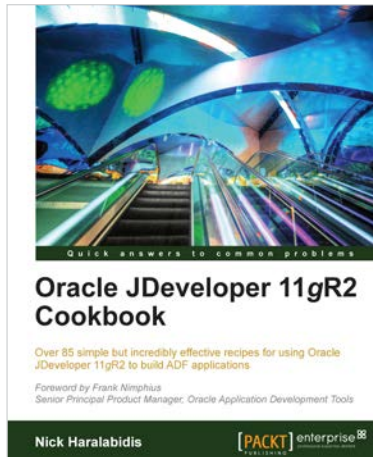 Quick answers to common problems
Oracle JDeveloper 11gR2
Cookbook
Over 85 simple but incredibly effective recipes for using Oracle
JDeveloper 11gR2 to build ADF applications
Foreword by Frank Nimphius
Senior Principal Product Manager, Oracle Application Development Tools
Nick Haralabidis
[PACKT] enterprise
PUBLISHING